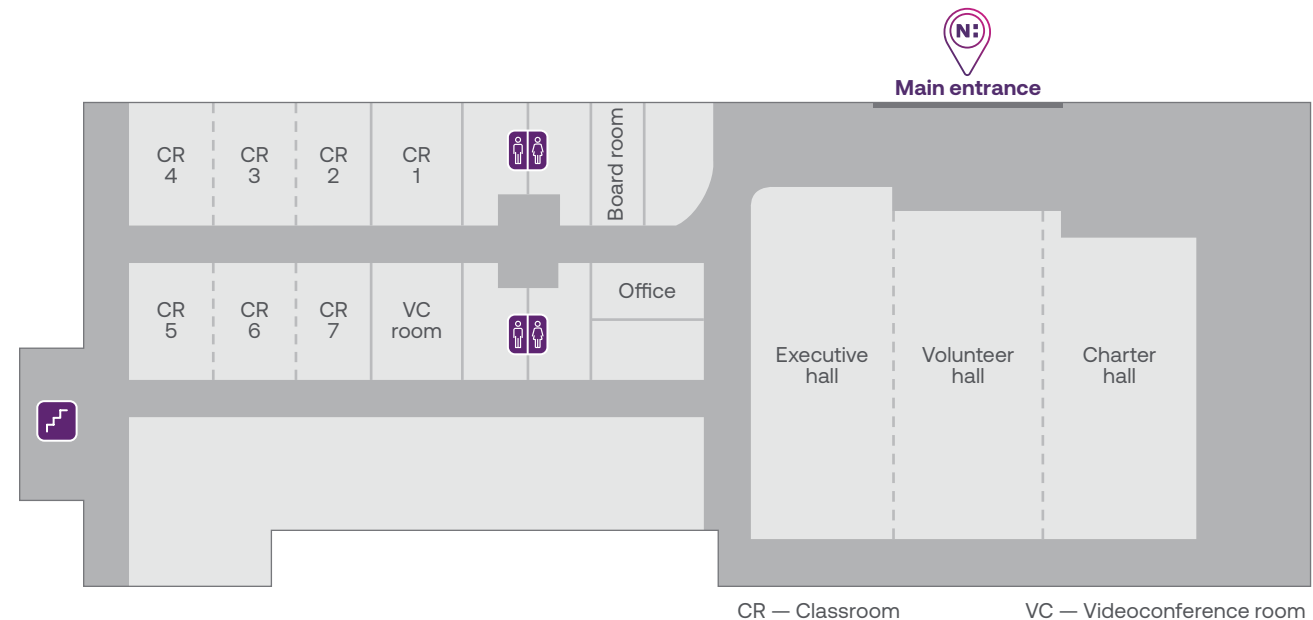 N:
Main entrance
CR
4
CR
3
CR
2
CR
1
Board room
CR
5
CR
6
CR
7
VC
room
Office
Executive
hall
Volunteer
hall
Charter
hall
CR — Classroom
VC — Videoconference room